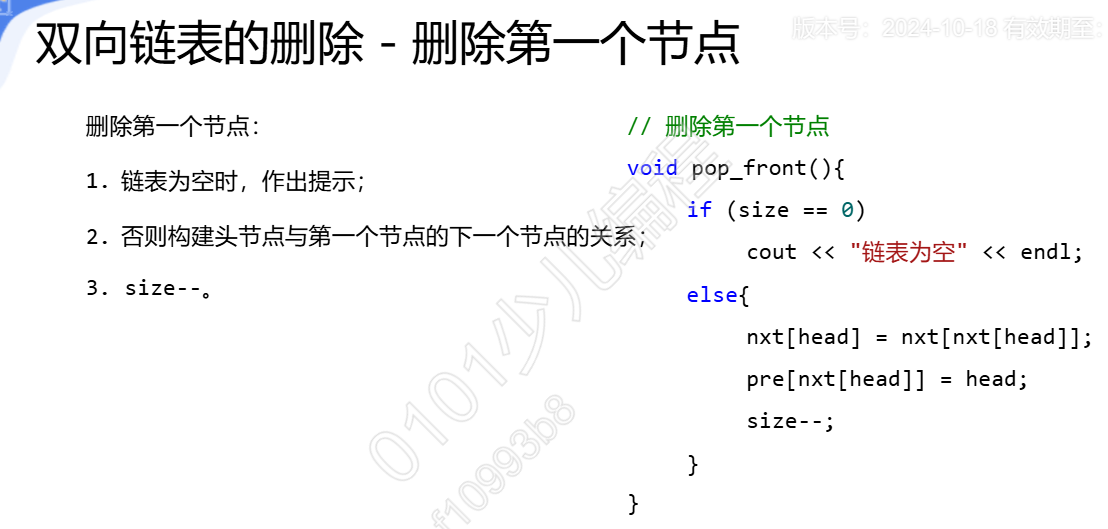 双向链表的删除 - 删除第一个节点
版本号：2024-10-18 有效期至：
删除第一个节点：
1. 链表为空时，作出提示；
2. 否则构建头节点与第一个节点的下一个节点的关系；
3. size--。
// 删除第一个节点
void pop_front(){
if (size == 0)
cout << "链表为空" << endl;
else{
nxt[head] = nxt[nxt[head]];
pre[nxt[head]] = head;
size--;
}
}
0101少儿编程
f10993b8